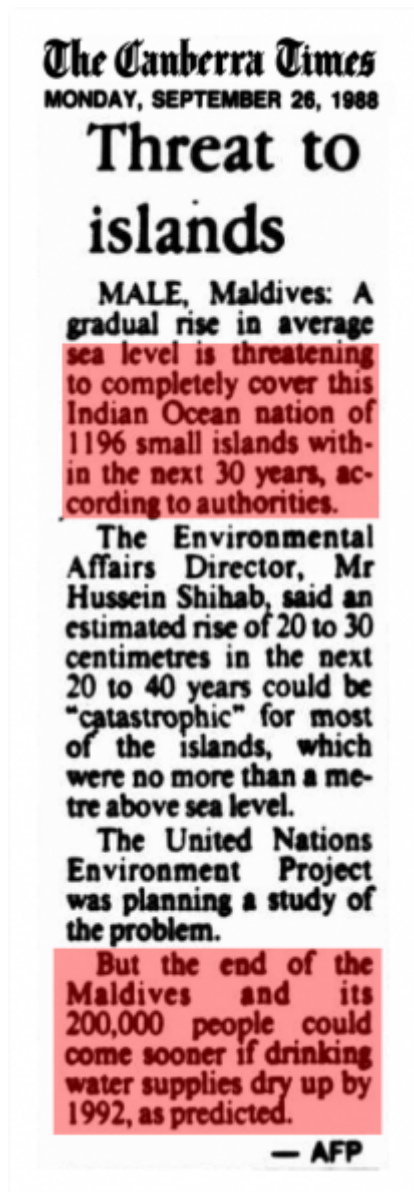 The Canberra Times
MONDAY, SEPTEMBER 26, 1988
Threat to
islands
MALE, Maldives: A
gradual rise in average
sea level is threatening
to completely cover this
Indian Ocean nation of
1196 small islands with-
in the next 30 years, ac-
cording to authorities.
The Environmental
Affairs Director, Mr
Hussein Shihab, said an
estimated rise of 20 to 30
centimetres in the next
20 to 40 years could be
"catastrophic" for most
of the islands, which
were no more than a me-
tre above sea level.
The United Nations
Environment Project
was planning a study of
the problem.
But the end of the
Maldives and its
200,000 people could
come sooner if drinking
water supplies dry up by
1992, as predicted.
— AFP